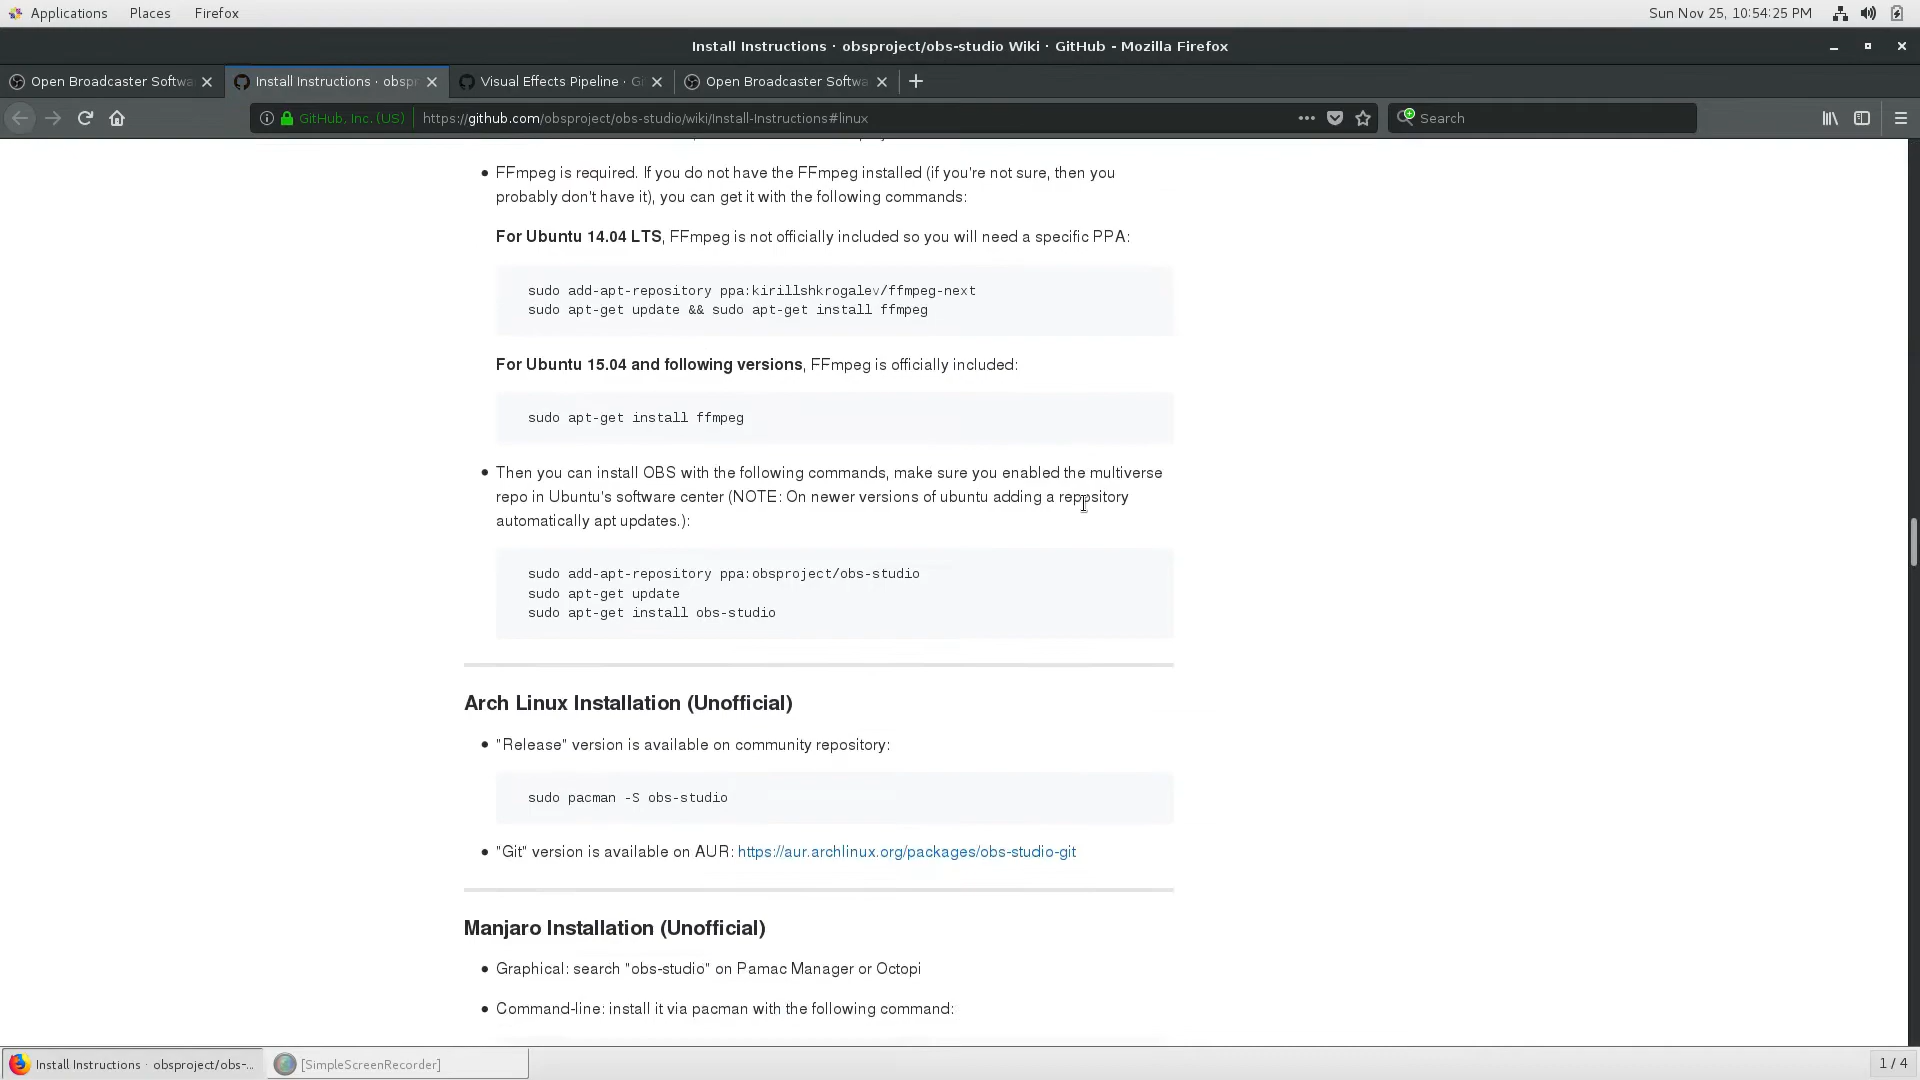 Applications Places Firefox Sun Nov 25, 10:54:25 PM
Install Instructions · obsproject/obs-studio Wiki · GitHub - Mozilla Firefox
Open Broadcaster Softwa Install Instructions · obspr Visual Effects Pipeline · Gi Open Broadcaster Softwa
GitHub, Inc. (US) https://github.com/obsproject/obs-studio/wiki/Install-Instructions#linux Search
• FFmpeg is required. If you do not have the FFmpeg installed (if you're not sure, then you
probably don't have it), you can get it with the following commands:
For Ubuntu 14.04 LTS, FFmpeg is not officially included so you will need a specific PPA:
sudo add-apt-repository ppa:kirillshkrogalev/ffmpeg-next
sudo apt-get update && sudo apt-get install ffmpeg
For Ubuntu 15.04 and following versions, FFmpeg is officially included:
sudo apt-get install ffmpeg
• Then you can install OBS with the following commands, make sure you enabled the multiverse
repo in Ubuntu's software center (NOTE: On newer versions of ubuntu adding a repository
automatically apt updates.):
sudo add-apt-repository ppa:obsproject/obs-studio
sudo apt-get update
sudo apt-get install obs-studio
Arch Linux Installation (Unofficial)
• "Release" version is available on community repository:
sudo pacman -S obs-studio
• "Git" version is available on AUR: https://aur.archlinux.org/packages/obs-studio-git
Manjaro Installation (Unofficial)
• Graphical: search "obs-studio" on Pamac Manager or Octopi
• Command-line: install it via pacman with the following command:
Install Instructions · obsproject/obs-... [SimpleScreenRecorder] 1 / 4